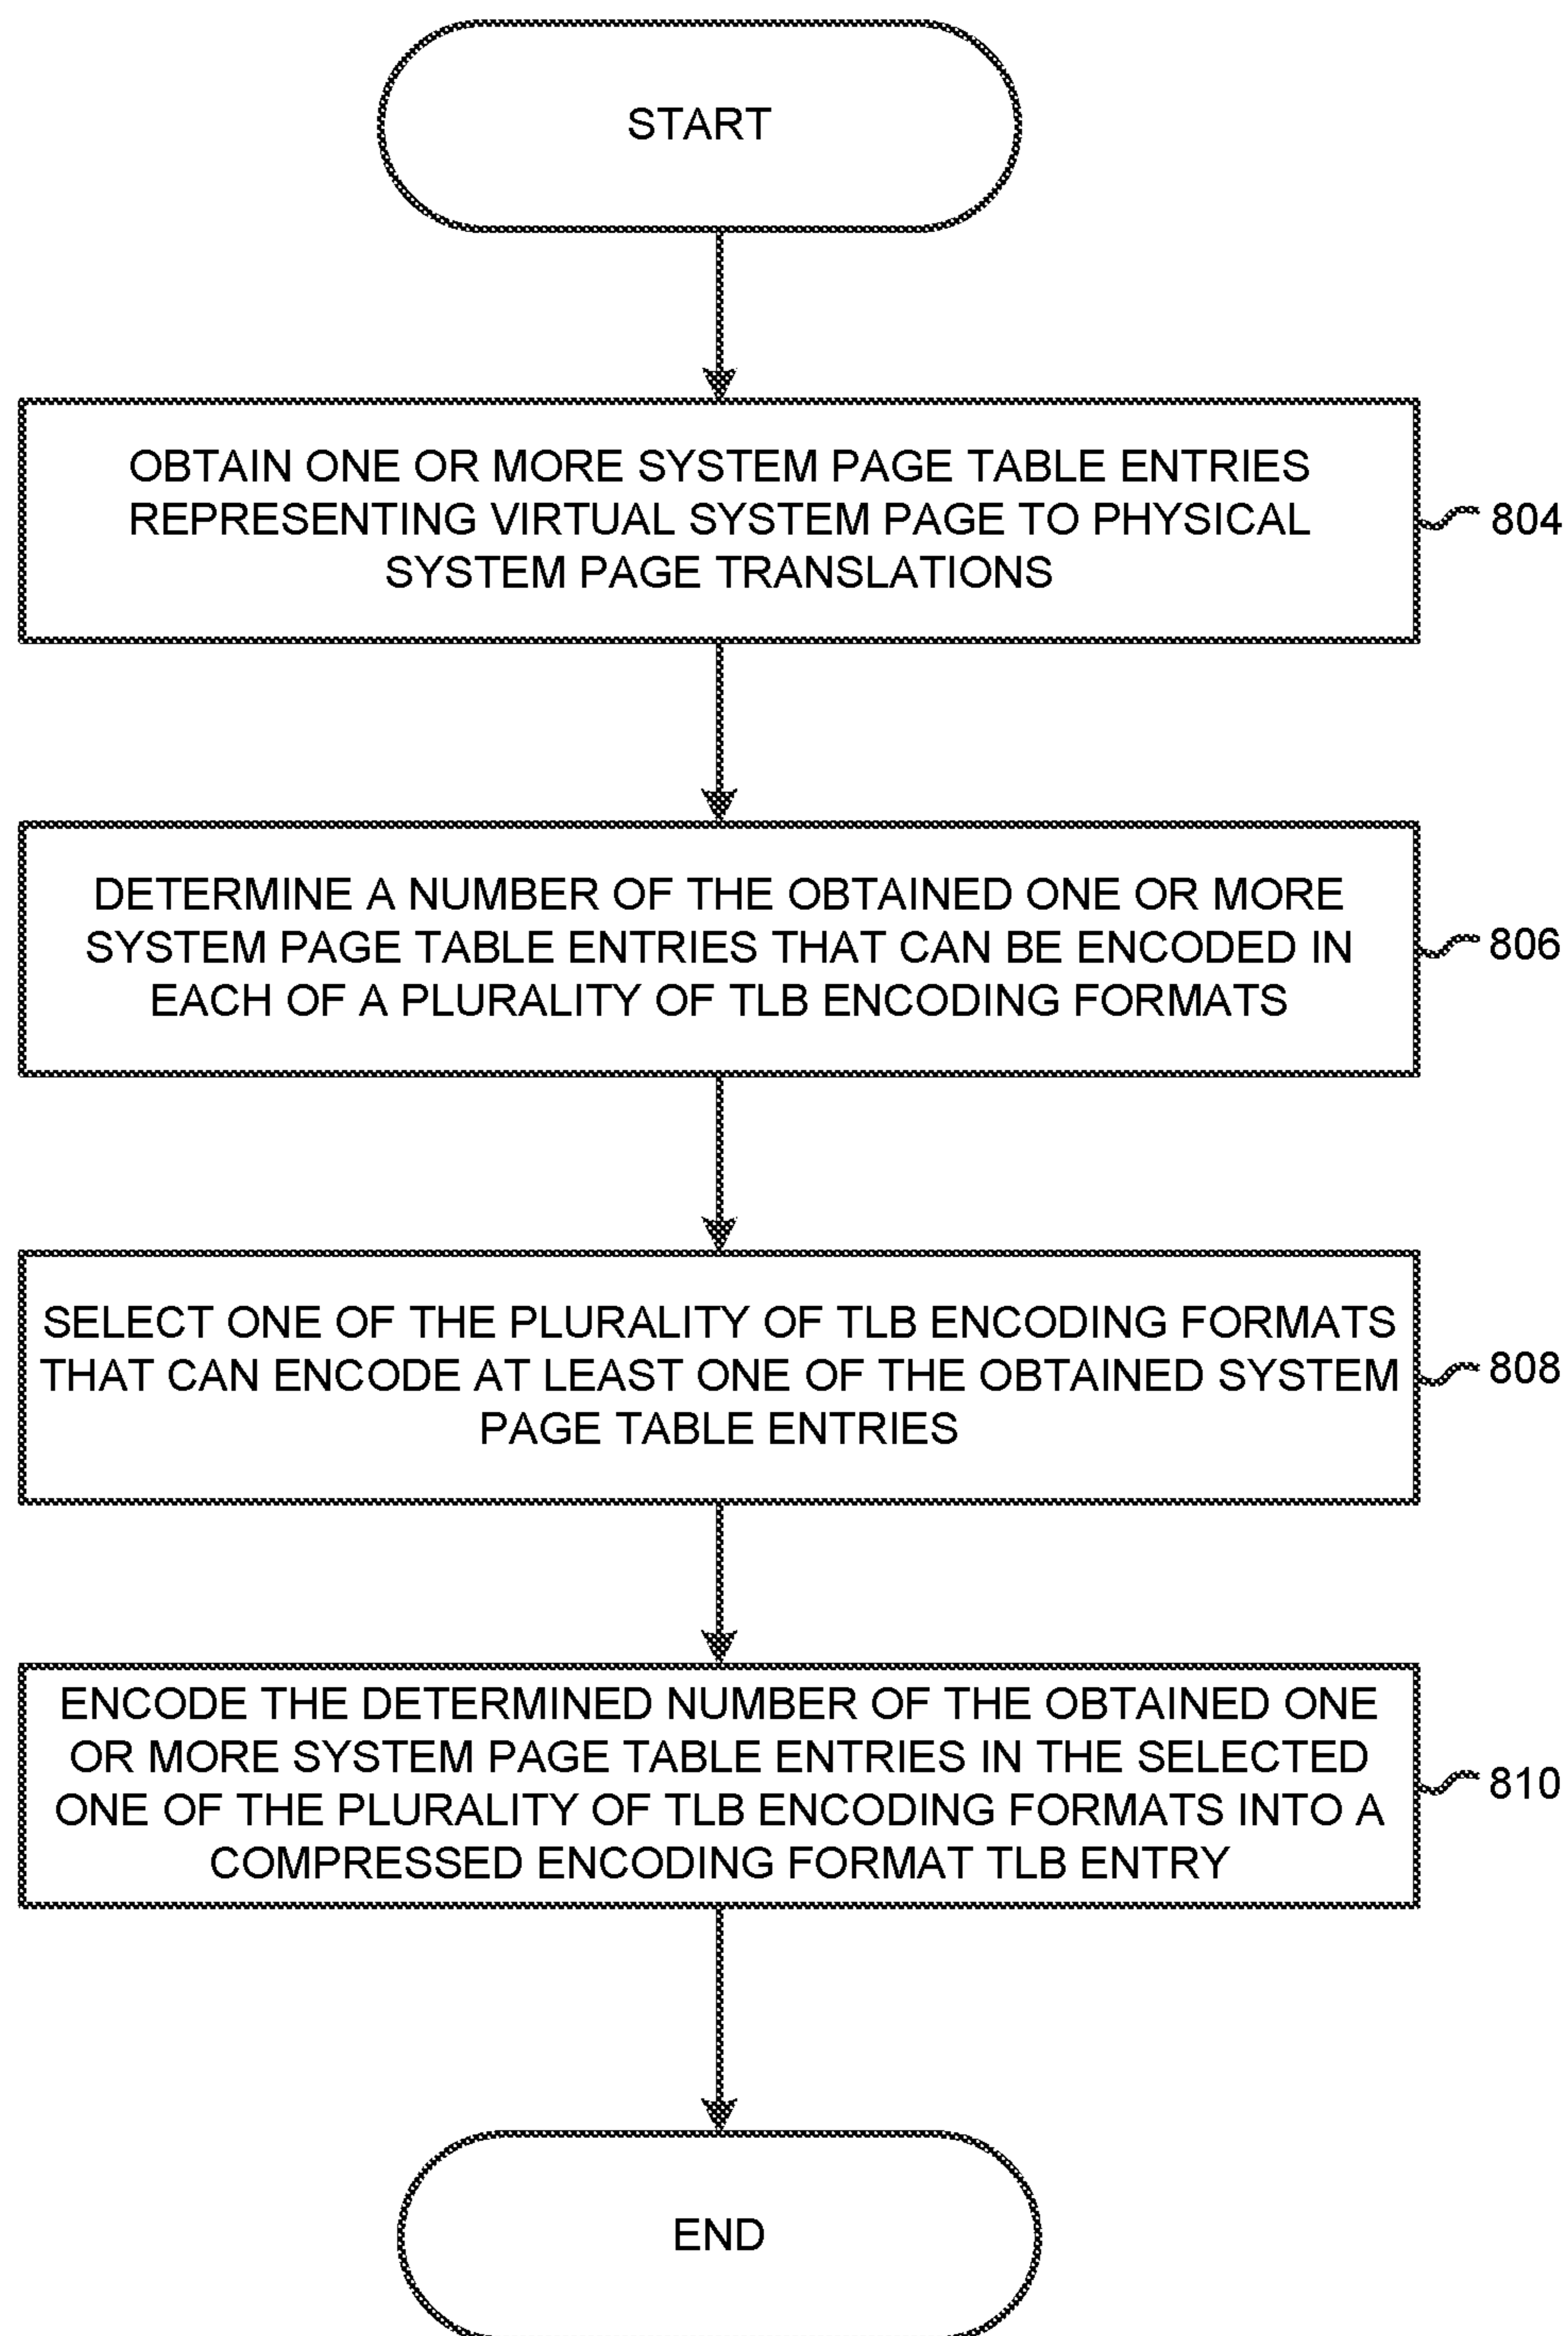 START
OBTAIN ONE OR MORE SYSTEM PAGE TABLE ENTRIES
REPRESENTING VIRTUAL SYSTEM PAGE TO PHYSICAL
SYSTEM PAGE TRANSLATIONS
804
DETERMINE A NUMBER OF THE OBTAINED ONE OR MORE
SYSTEM PAGE TABLE ENTRIES THAT CAN BE ENCODED IN
EACH OF A PLURALITY OF TLB ENCODING FORMATS
806
SELECT ONE OF THE PLURALITY OF TLB ENCODING FORMATS
THAT CAN ENCODE AT LEAST ONE OF THE OBTAINED SYSTEM
PAGE TABLE ENTRIES
808
ENCODE THE DETERMINED NUMBER OF THE OBTAINED ONE
OR MORE SYSTEM PAGE TABLE ENTRIES IN THE SELECTED
ONE OF THE PLURALITY OF TLB ENCODING FORMATS INTO A
COMPRESSED ENCODING FORMAT TLB ENTRY
810
END